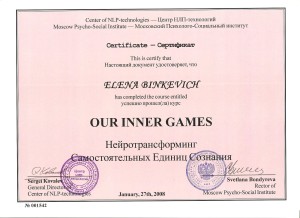 Center of NLP-technologies — Центр НЛП-технологий
Moscow Psycho-Social Institute — Московский Психолого-Социальный институт
Certificate — Сертификат
This is certify that
Настоящий документ удостоверяет, что
ELENA BINKEVICH
has completed the course entitled
успешно прошел(ла) курс
OUR INNER GAMES
Нейротрансформинг
Самостоятельных Единиц Сознания
Sergei Kovalev
General Director
Center of NLP-technologies
January, 27th, 2008
Svetlana Bondyreva
Rector of
Moscow Psycho-Social Institute
№ 001542